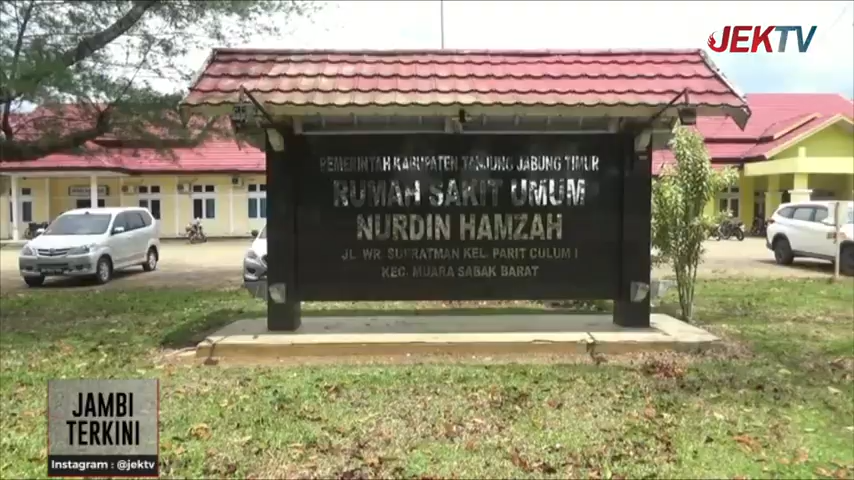 JEKTV
PEMERINTAH KABUPATEN TANJUNG JABUNG TIMUR
RUMAH SAKIT UMUM
NURDIN HAMZAH
JL. WR. SUPRATMAN KEL. PARIT CULUM I
KEC. MUARA SABAK BARAT
JAMBI
TERKINI
Instagram : @jektv